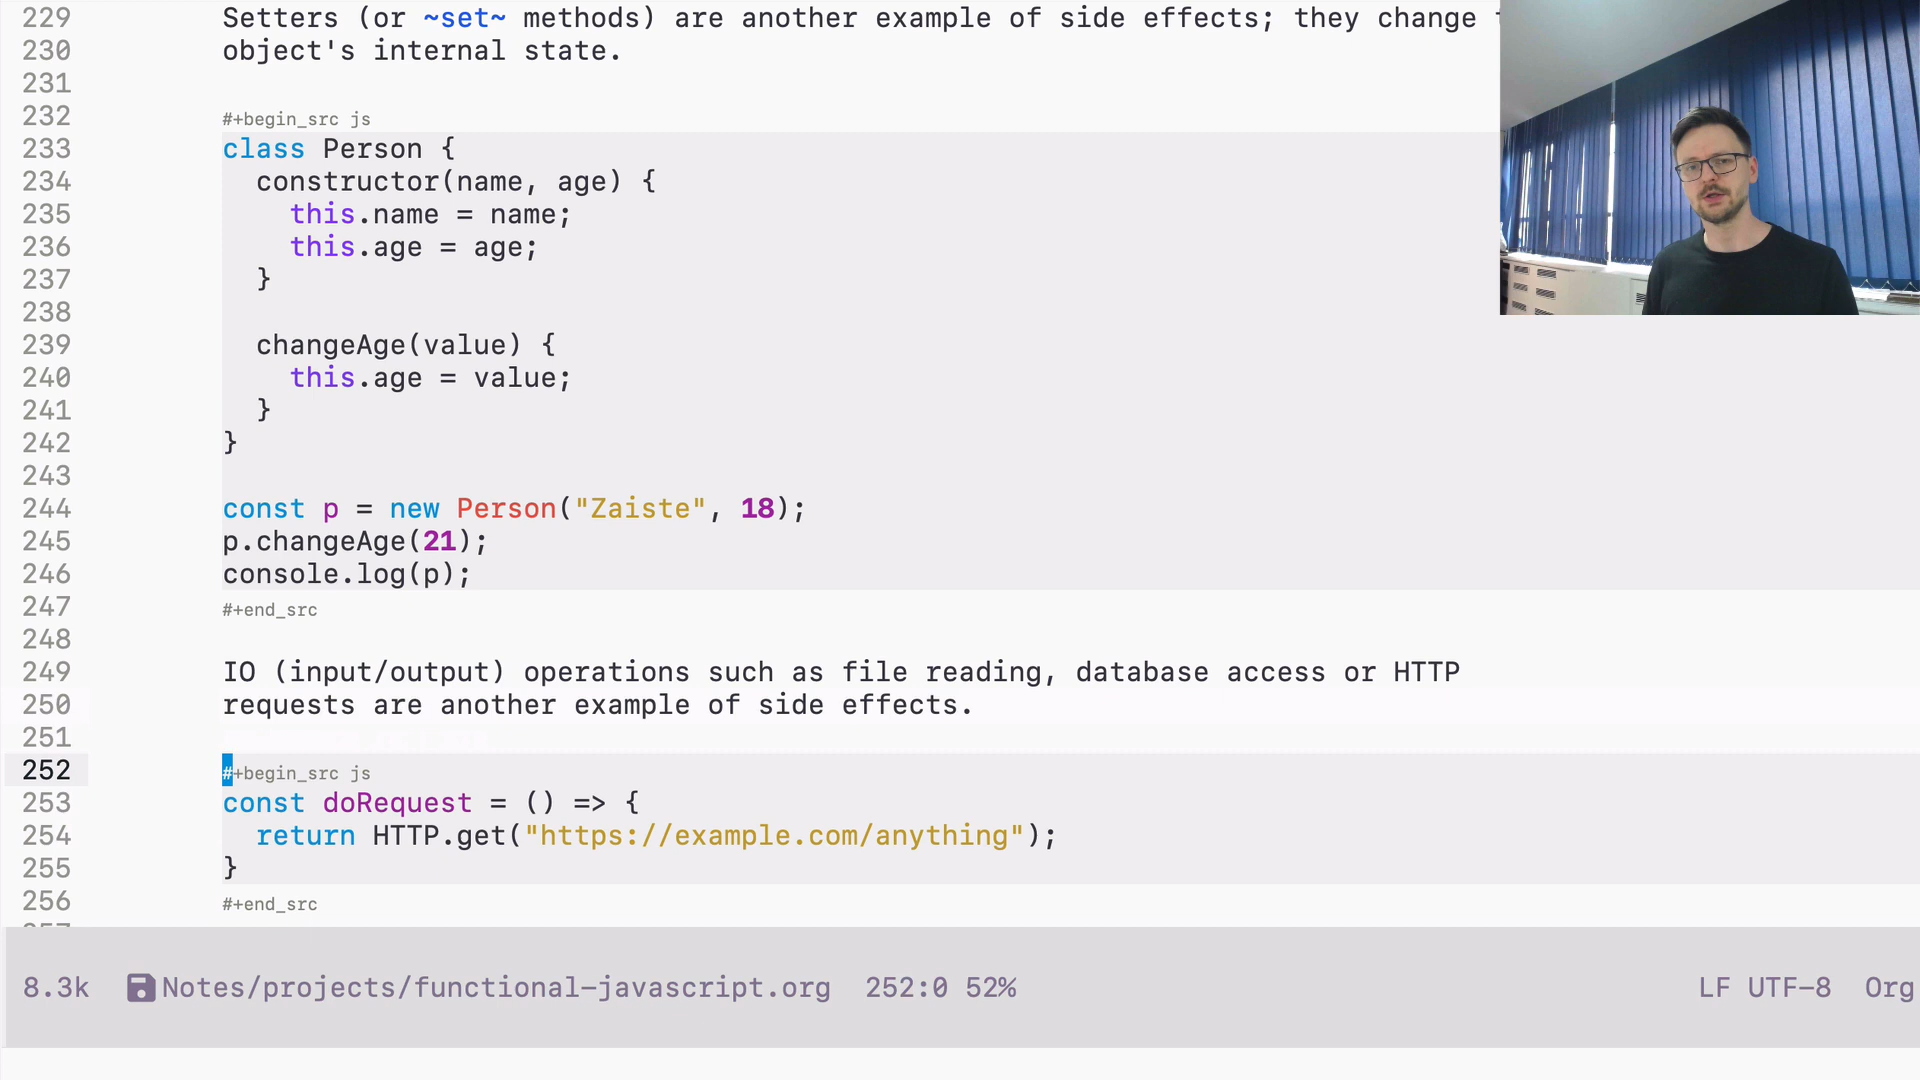 229 Setters (or ~set~ methods) are another example of side effects; they change
230 object's internal state.
231
232 #+begin_src js
233 class Person {
234 constructor(name, age) {
235 this.name = name;
236 this.age = age;
237 }
238
239 changeAge(value) {
240 this.age = value;
241 }
242 }
243
244 const p = new Person("Zaiste", 18);
245 p.changeAge(21);
246 console.log(p);
247 #+end_src
248
249 IO (input/output) operations such as file reading, database access or HTTP
250 requests are another example of side effects.
251
252 #+begin_src js
253 const doRequest = () => {
254 return HTTP.get("https://example.com/anything");
255 }
256 #+end_src
8.3k Notes/projects/functional-javascript.org 252:0 52% LF UTF-8 Org